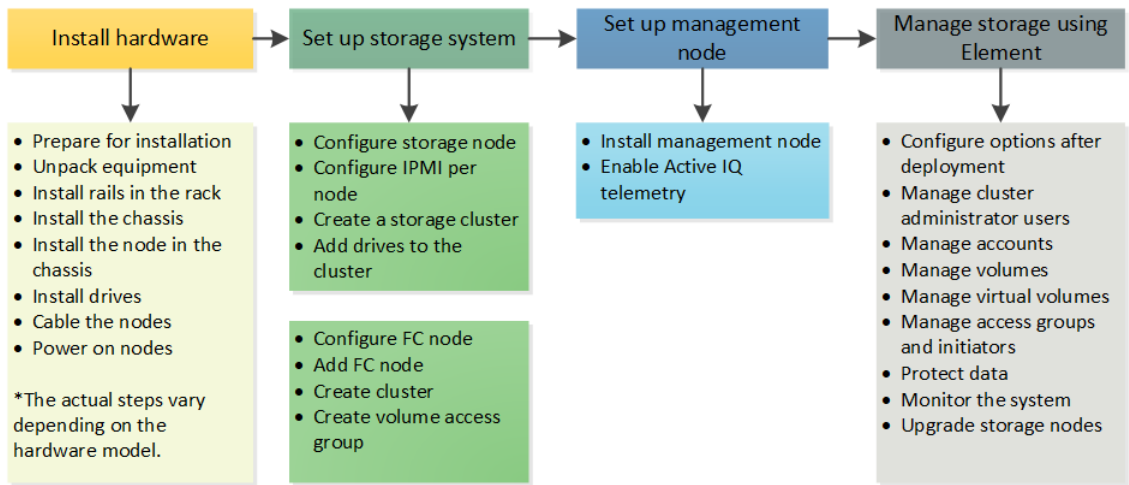 Install hardware
Set up storage system
Set up management
node
Manage storage using
Element
• Prepare for installation
• Unpack equipment
• Install rails in the rack
• Install the chassis
• Install the node in the
chassis
• Install drives
• Cable the nodes
• Power on nodes
*The actual steps vary
depending on the
hardware model.
• Configure storage node
• Configure IPMI per
node
• Create a storage cluster
• Add drives to the
cluster
• Configure FC node
• Add FC node
• Create cluster
• Create volume access
group
• Install management node
• Enable Active IQ
telemetry
• Configure options after
deployment
• Manage cluster
administrator users
• Manage accounts
• Manage volumes
• Manage virtual volumes
• Manage access groups
and initiators
• Protect data
• Monitor the system
• Upgrade storage nodes